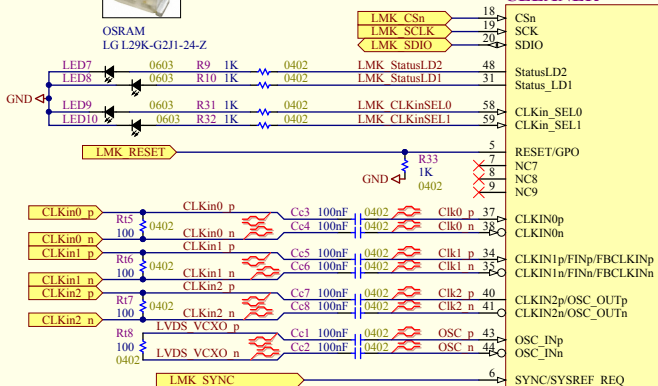 CLEANER
LMK_CSn 18 CSn
LMK_SCLK 19 SCK
LMK_SDIO 20 SDIO
OSRAM
LG L29K-G2J1-24-Z
LED7 0603 R9 1K 0402 LMK_StatusLD2 48 StatusLD2
LED8 0603 R10 1K 0402 LMK_StatusLD1 31 Status_LD1
GND
LED9 0603 R31 1K 0402 LMK_CLKinSEL0 58 CLKin_SEL0
LED10 0603 R32 1K 0402 LMK_CLKinSEL1 59 CLKin_SEL1
LMK_RESET 5 RESET/GPO
R33 7 NC7
1K 8 NC8
GND 0402 9 NC9
CLKin0_p CLKin0_p Cc3 100nF 0402 Clk0_p 37 CLKIN0p
Rt5 0402
CLKin0_n 100 CLKin0_n Cc4 100nF 0402 Clk0_n 38 CLKIN0n
CLKin1_p CLKin1_p Cc5 100nF 0402 Clk1_p 34 CLKIN1p/FINp/FBCLKINp
Rt6 0402
CLKin1_n 100 CLKin1_n Cc6 100nF 0402 Clk1_n 35 CLKIN1n/FINn/FBCLKINn
CLKin2_p CLKin2_p Cc7 100nF 0402 Clk2_p 40 CLKIN2p/OSC_OUTp
Rt7 0402
CLKin2_n 100 CLKin2_n Cc8 100nF 0402 Clk2_n 41 CLKIN2n/OSC_OUTn
Rt8 LVDS_VCXO_p Cc1 100nF 0402 OSC_p 43 OSC_INp
100
0402 LVDS_VCXO_n Cc2 100nF 0402 OSC_n 44 OSC_INn
LMK_SYNC 6 SYNC/SYSREF_REQ